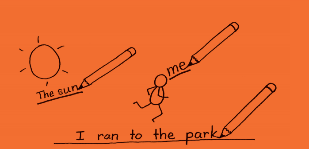 The sun
me
I ran to the park